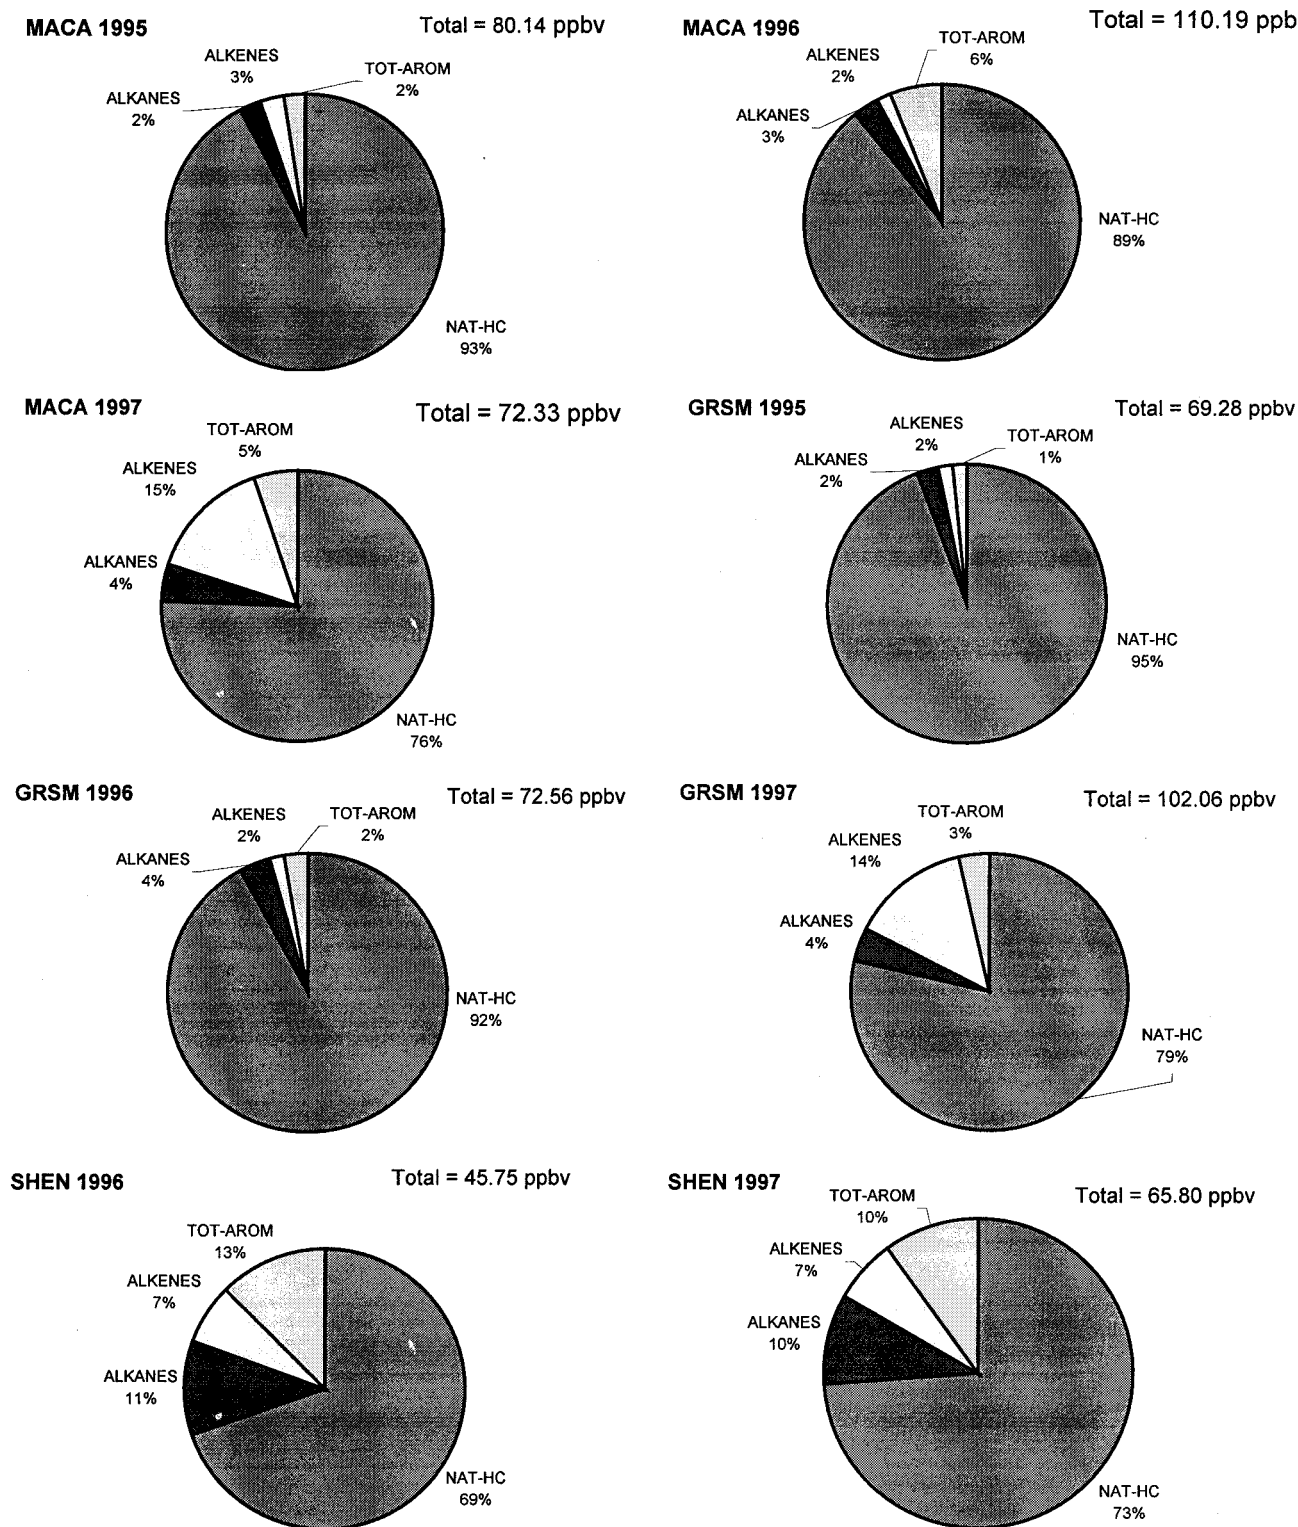 MACA 1995
Total = 80.14 ppbv
ALKENES
3%
TOT-AROM
2%
ALKANES
2%
NAT-HC
93%
MACA 1996
Total = 110.19 ppb
TOT-AROM
6%
ALKENES
2%
ALKANES
3%
NAT-HC
89%
MACA 1997
Total = 72.33 ppbv
TOT-AROM
5%
ALKENES
15%
ALKANES
4%
NAT-HC
76%
GRSM 1995
Total = 69.28 ppbv
ALKENES
2%
TOT-AROM
1%
ALKANES
2%
NAT-HC
95%
GRSM 1996
Total = 72.56 ppbv
ALKENES
2%
TOT-AROM
2%
ALKANES
4%
NAT-HC
92%
GRSM 1997
Total = 102.06 ppbv
TOT-AROM
3%
ALKENES
14%
ALKANES
4%
NAT-HC
79%
SHEN 1996
Total = 45.75 ppbv
TOT-AROM
13%
ALKENES
7%
ALKANES
11%
NAT-HC
69%
SHEN 1997
Total = 65.80 ppbv
TOT-AROM
10%
ALKENES
7%
ALKANES
10%
NAT-HC
73%